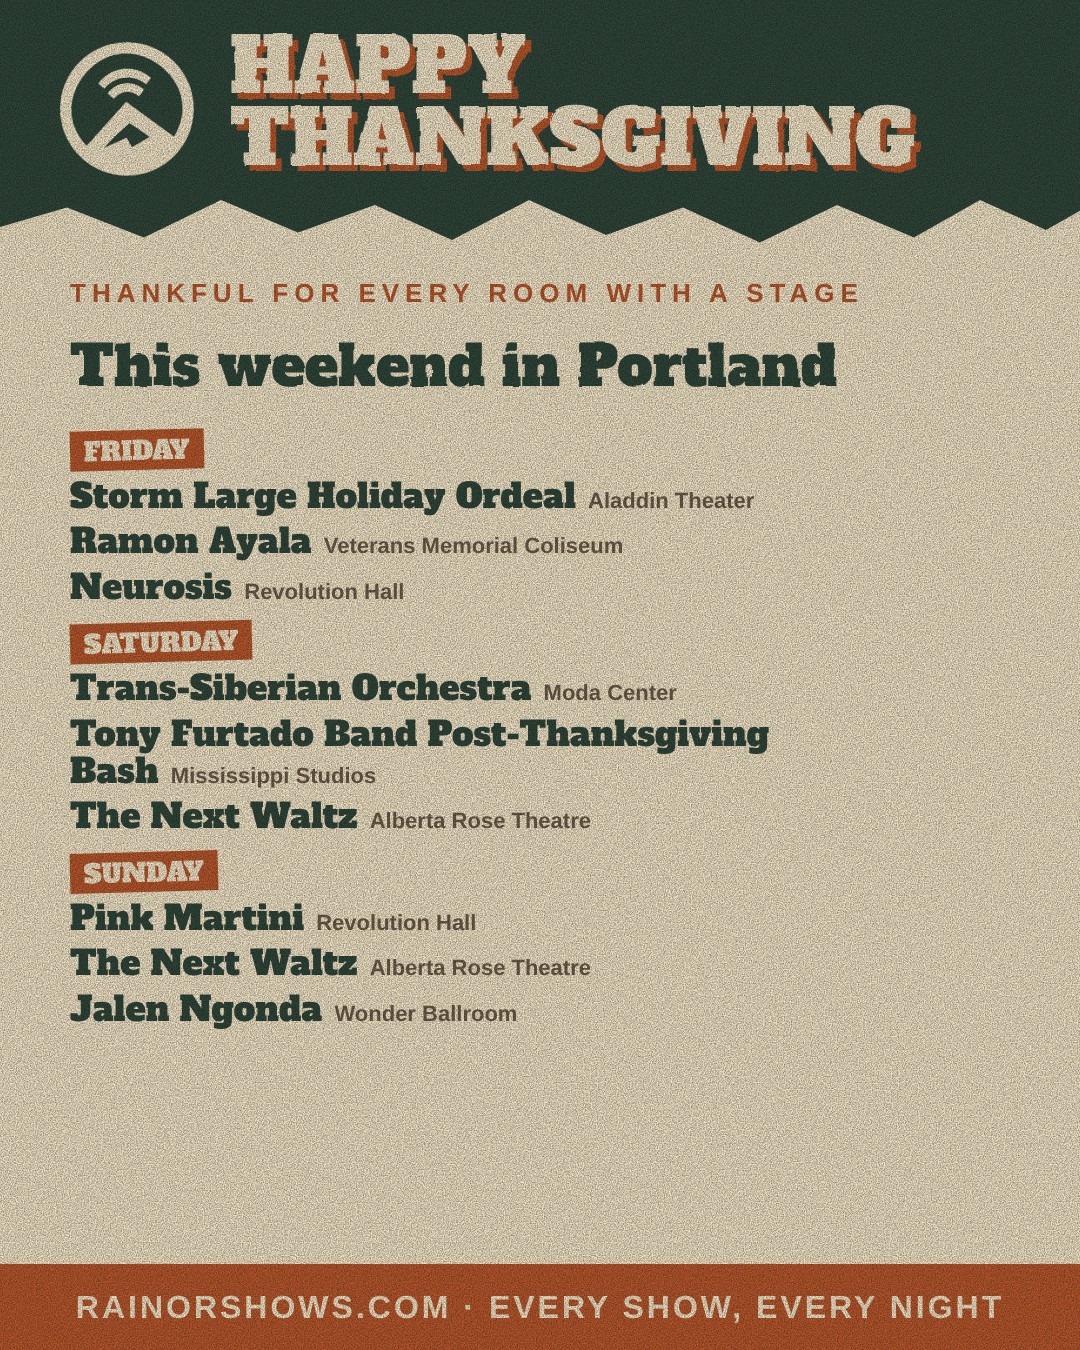 HAPPY
THANKSGIVING
THANKFUL FOR EVERY ROOM WITH A STAGE
This weekend in Portland
FRIDAY
Storm Large Holiday Ordeal Aladdin Theater
Ramon Ayala Veterans Memorial Coliseum
Neurosis Revolution Hall
SATURDAY
Trans-Siberian Orchestra Moda Center
Tony Furtado Band Post-Thanksgiving
Bash Mississippi Studios
The Next Waltz Alberta Rose Theatre
SUNDAY
Pink Martini Revolution Hall
The Next Waltz Alberta Rose Theatre
Jalen Ngonda Wonder Ballroom
RAINORSHOWS.COM · EVERY SHOW, EVERY NIGHT